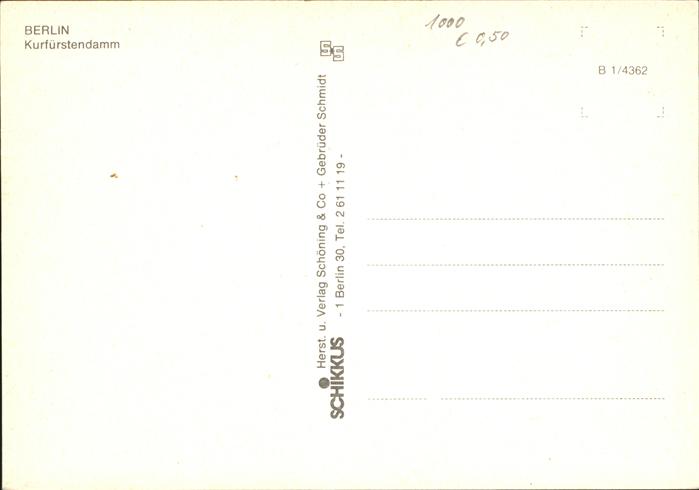 BERLIN
Kurfürstendamm
1000
€ 0,50
B 1/4362
SCHIKKUS
Herst. u. Verlag Schöning & Co + Gebrüder Schmidt
- 1 Berlin 30, Tel. 2 61 11 19 -